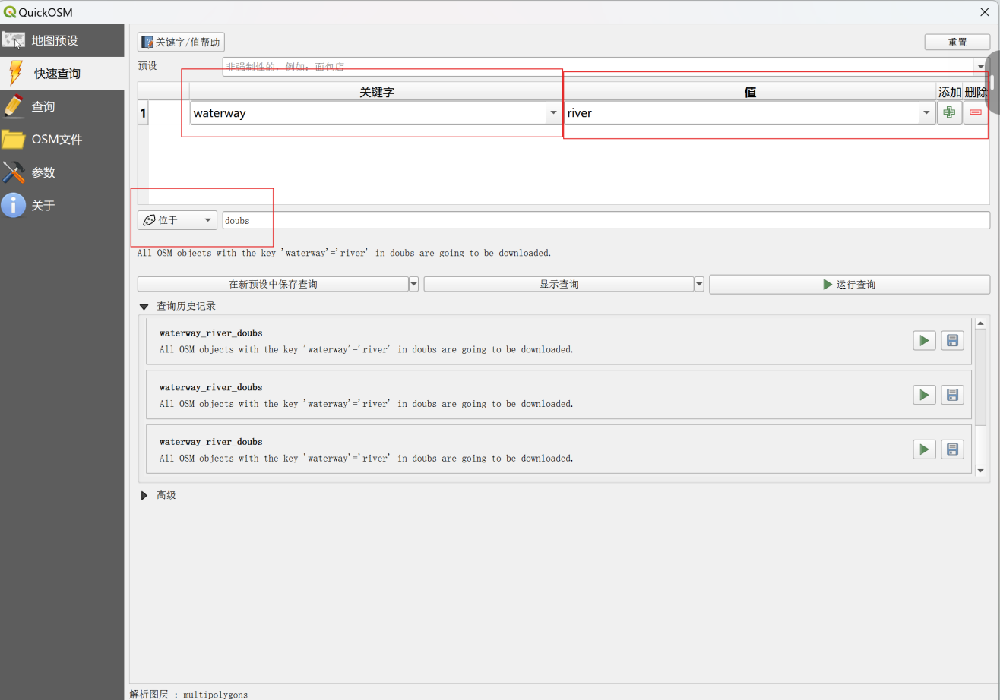 QuickOSM
地图预设
快速查询
查询
OSM文件
参数
关于
关键字/值帮助
重置
预设
非强制性的，例如：面包店
关键字 值 添加 删除
1 waterway river
位于 doubs
All OSM objects with the key 'waterway'='river' in doubs are going to be downloaded.
在新预设中保存查询 显示查询 运行查询
查询历史记录
waterway_river_doubs
All OSM objects with the key 'waterway'='river' in doubs are going to be downloaded.
waterway_river_doubs
All OSM objects with the key 'waterway'='river' in doubs are going to be downloaded.
waterway_river_doubs
All OSM objects with the key 'waterway'='river' in doubs are going to be downloaded.
高级
解析图层 : multipolygons